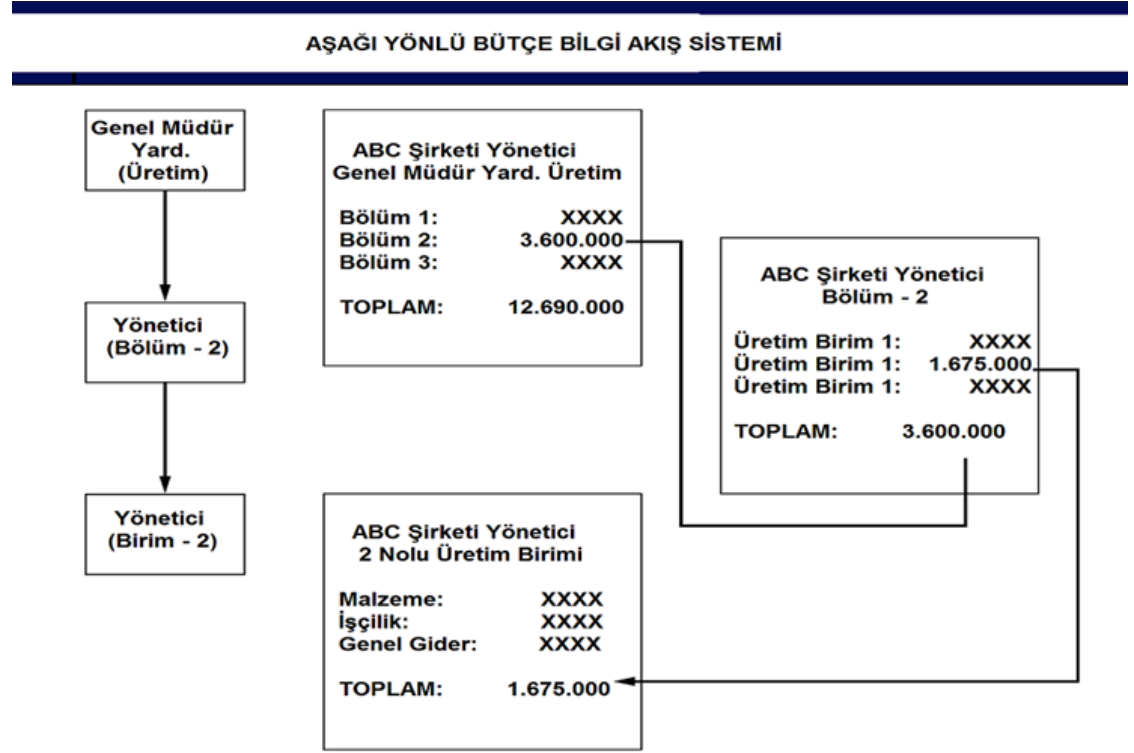 AŞAĞI YÖNLÜ BÜTÇE BİLGİ AKIŞ SİSTEMİ
Genel Müdür
Yard.
(Üretim)
Yönetici
(Bölüm - 2)
Yönetici
(Birim - 2)
ABC Şirketi Yönetici
Genel Müdür Yard. Üretim
Bölüm 1: XXXX
Bölüm 2: 3.600.000
Bölüm 3: XXXX
TOPLAM: 12.690.000
ABC Şirketi Yönetici
Bölüm - 2
Üretim Birim 1: XXXX
Üretim Birim 1: 1.675.000
Üretim Birim 1: XXXX
TOPLAM: 3.600.000
ABC Şirketi Yönetici
2 Nolu Üretim Birimi
Malzeme: XXXX
İşçilik: XXXX
Genel Gider: XXXX
TOPLAM: 1.675.000